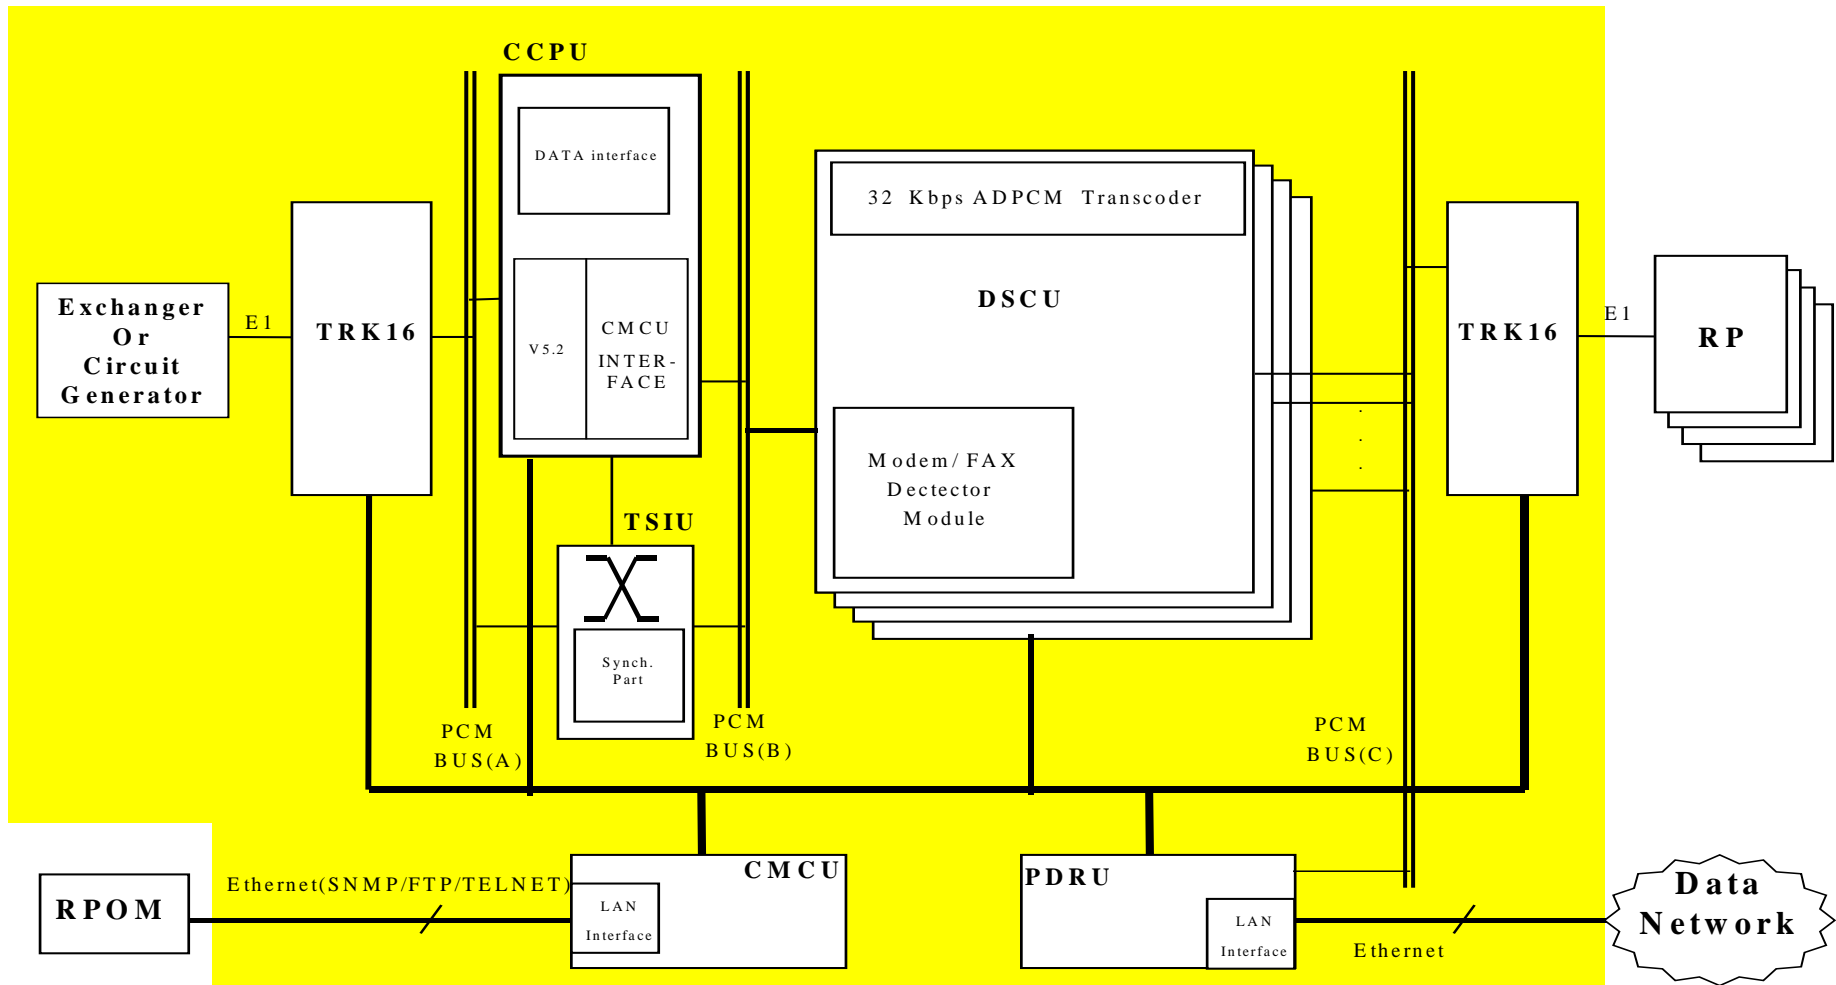 CCPU
DATA interface
32 Kbps ADPCM Transcoder
DSCU
Exchanger
Or
Circuit
Generator
E1
TRK16
V5.2
CMCU
INTER-
FACE
TRK16
E1
RP
Modem/FAX
Dectector
Module
.
.
.
TSIU
Synch.
Part
PCM
BUS(A)
PCM
BUS(B)
PCM
BUS(C)
RPOM
Ethernet(SNMP/FTP/TELNET)
CMCU
LAN
Interface
PDRU
LAN
Interface
Ethernet
Data
Network